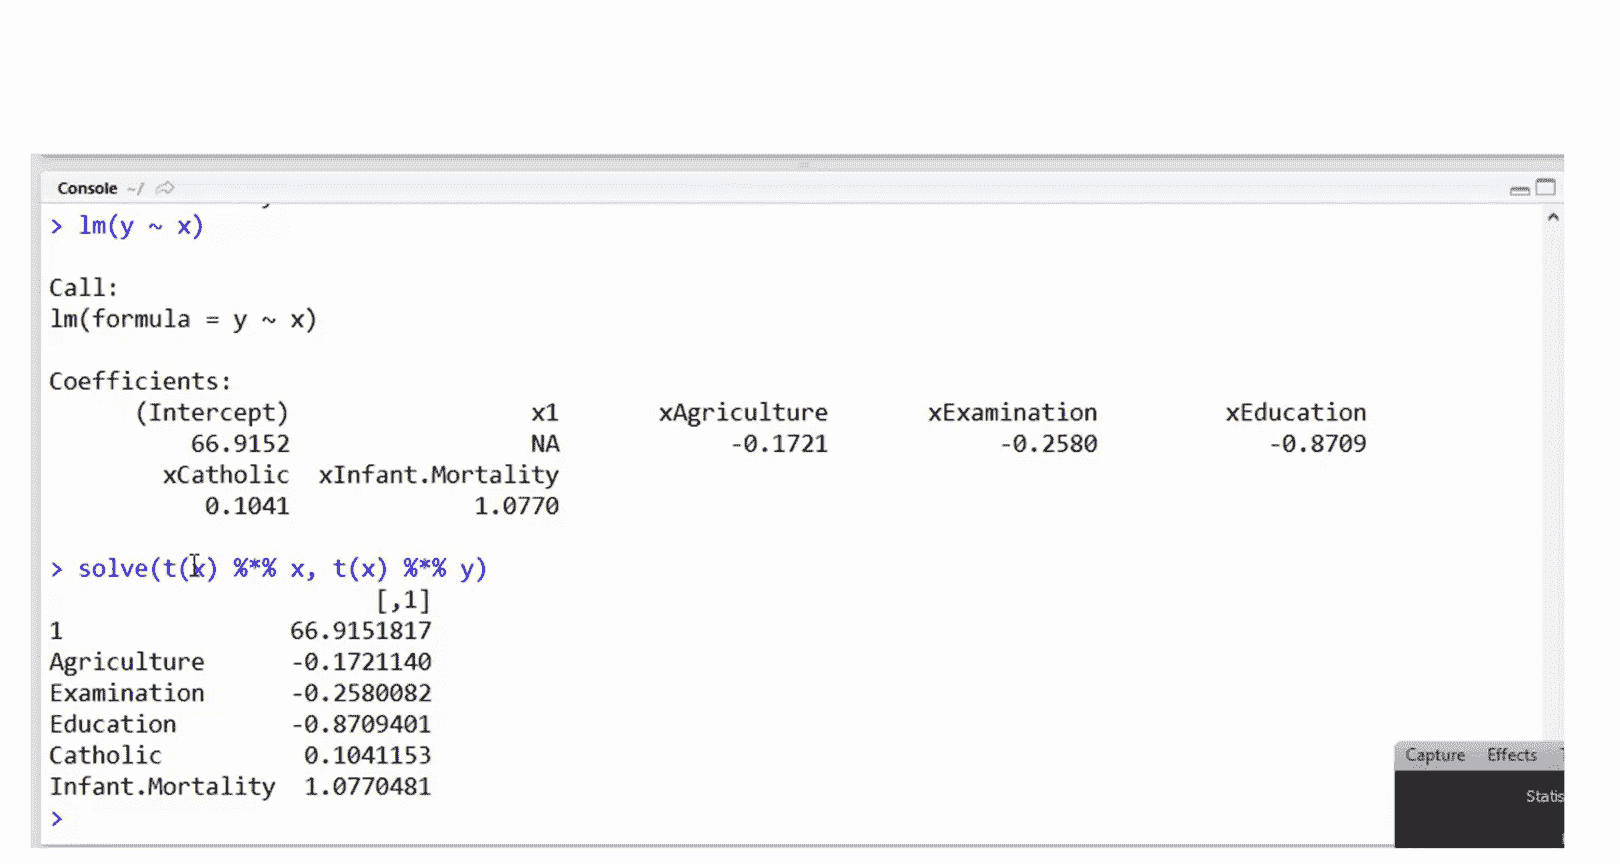 Console ~/
> lm(y ~ x)
Call:
lm(formula = y ~ x)
Coefficients:
(Intercept) x1 xAgriculture xExamination xEducation
66.9152 NA -0.1721 -0.2580 -0.8709
xCatholic xInfant.Mortality
0.1041 1.0770
> solve(t(x) %*% x, t(x) %*% y)
[,1]
1 66.9151817
Agriculture -0.1721140
Examination -0.2580082
Education -0.8709401
Catholic 0.1041153
Infant.Mortality 1.0770481
>
Capture Effects
Statis